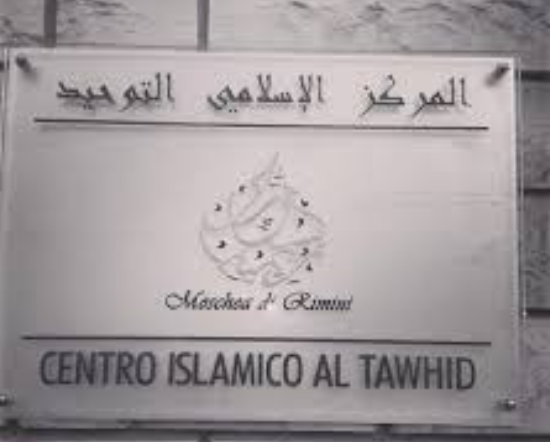 المركز الإسلامي التوحيد
Moschea di Rimini
CENTRO ISLAMICO AL TAWHID